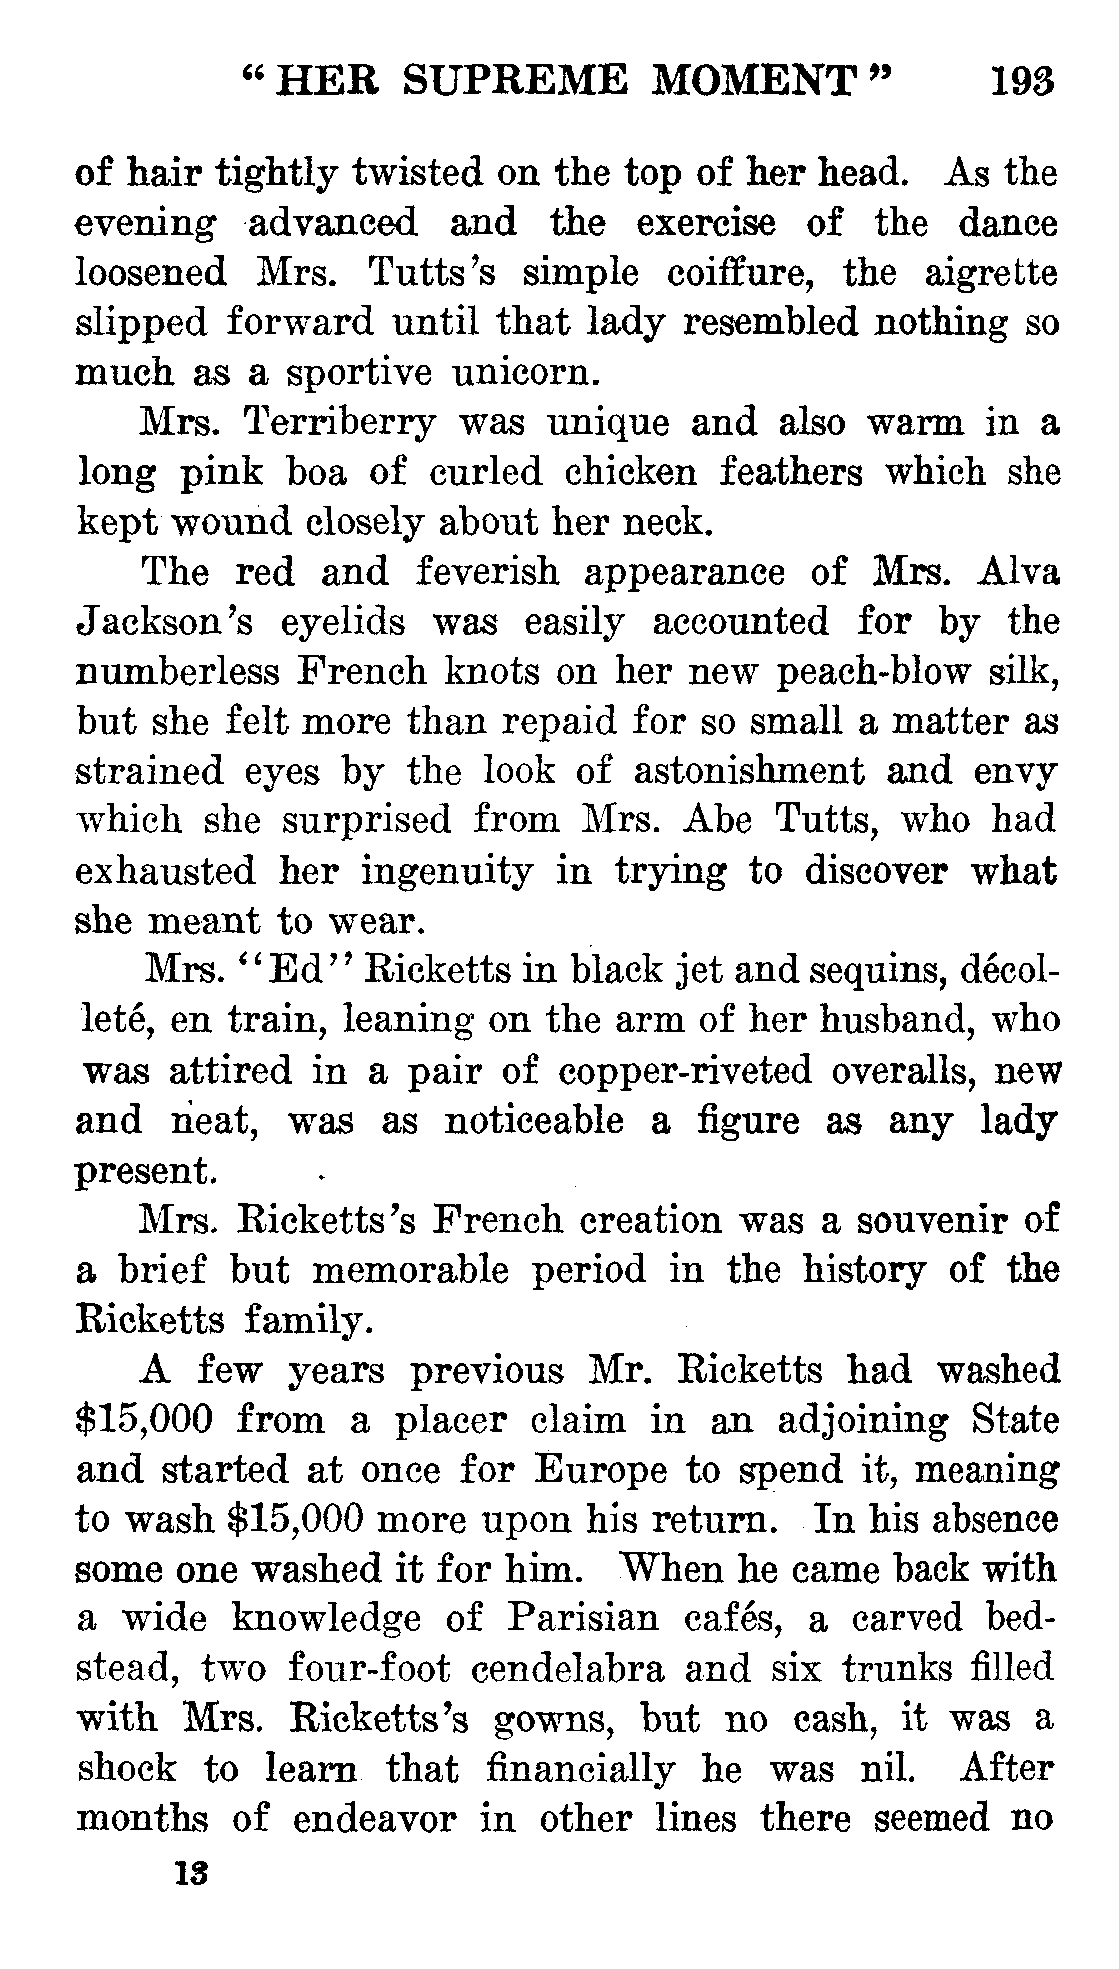 “HER SUPREME MOMENT” 193
of hair tightly twisted on the top of her head. As the
evening advanced and the exercise of the dance
loosened Mrs. Tutts’s simple coiffure, the aigrette
slipped forward until that lady resembled nothing so
much as a sportive unicorn.
Mrs. Terriberry was unique and also warm in a
long pink boa of curled chicken feathers which she
kept wound closely about her neck.
The red and feverish appearance of Mrs. Alva
Jackson’s eyelids was easily accounted for by the
numberless French knots on her new peach-blow silk,
but she felt more than repaid for so small a matter as
strained eyes by the look of astonishment and envy
which she surprised from Mrs. Abe Tutts, who had
exhausted her ingenuity in trying to discover what
she meant to wear.
Mrs. “Ed” Ricketts in black jet and sequins, décol-
leté, en train, leaning on the arm of her husband, who
was attired in a pair of copper-riveted overalls, new
and neat, was as noticeable a figure as any lady
present.
Mrs. Ricketts’s French creation was a souvenir of
a brief but memorable period in the history of the
Ricketts family.
A few years previous Mr. Ricketts had washed
$15,000 from a placer claim in an adjoining State
and started at once for Europe to spend it, meaning
to wash $15,000 more upon his return. In his absence
some one washed it for him. When he came back with
a wide knowledge of Parisian cafés, a carved bed-
stead, two four-foot cendelabra and six trunks filled
with Mrs. Ricketts’s gowns, but no cash, it was a
shock to learn that financially he was nil. After
months of endeavor in other lines there seemed no
13